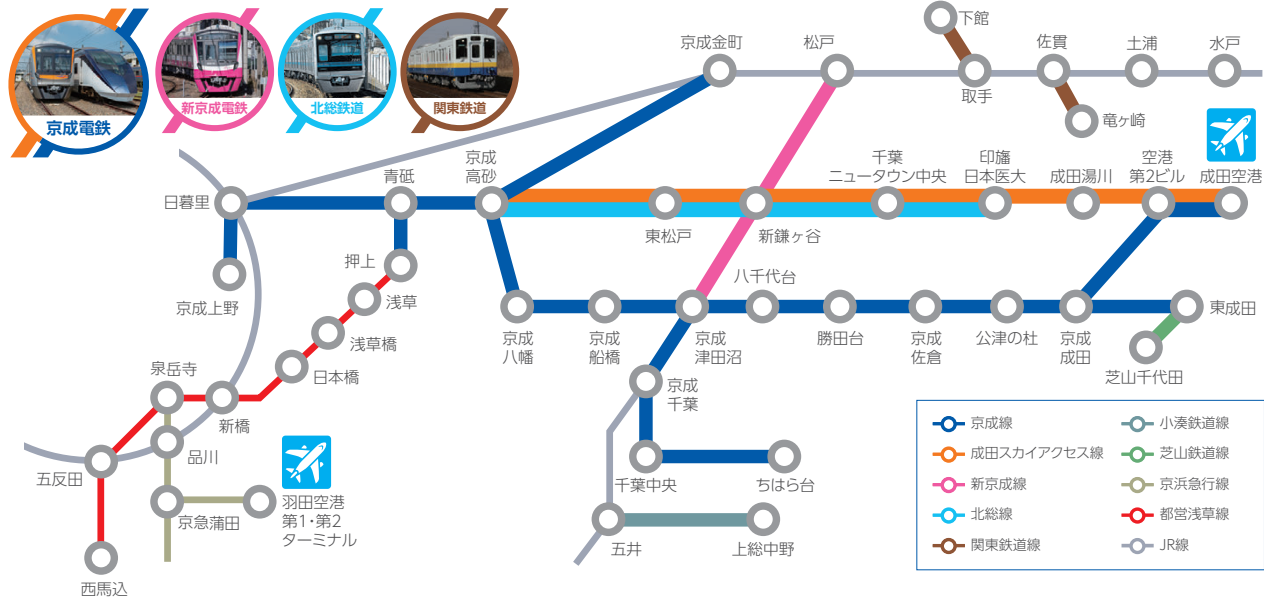 京成電鉄
新京成電鉄
北総鉄道
関東鉄道
京成金町
松戸
下館
取手
佐貫
竜ヶ崎
土浦
水戸
日暮里
青砥
京成
高砂
千葉
ニュータウン中央
印旛
日本医大
成田湯川
空港
第2ビル
成田空港
東松戸
新鎌ヶ谷
京成上野
押上
浅草
浅草橋
日本橋
新橋
泉岳寺
品川
五反田
西馬込
京急蒲田
羽田空港
第1・第2
ターミナル
京成
八幡
京成
船橋
京成
津田沼
八千代台
勝田台
京成
佐倉
公津の杜
京成
成田
東成田
芝山千代田
京成
千葉
千葉中央
ちはら台
五井
上総中野
京成線
成田スカイアクセス線
新京成線
北総線
関東鉄道線
小湊鉄道線
芝山鉄道線
京浜急行線
都営浅草線
JR線